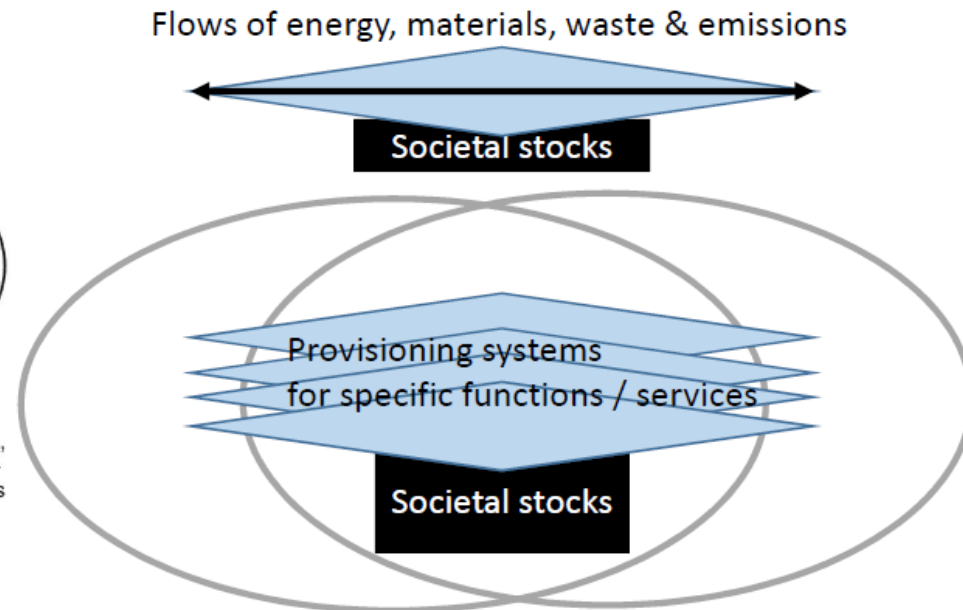 Flows of energy, materials, waste & emissions
Societal stocks
Provisioning systems
for specific functions / services
Societal stocks